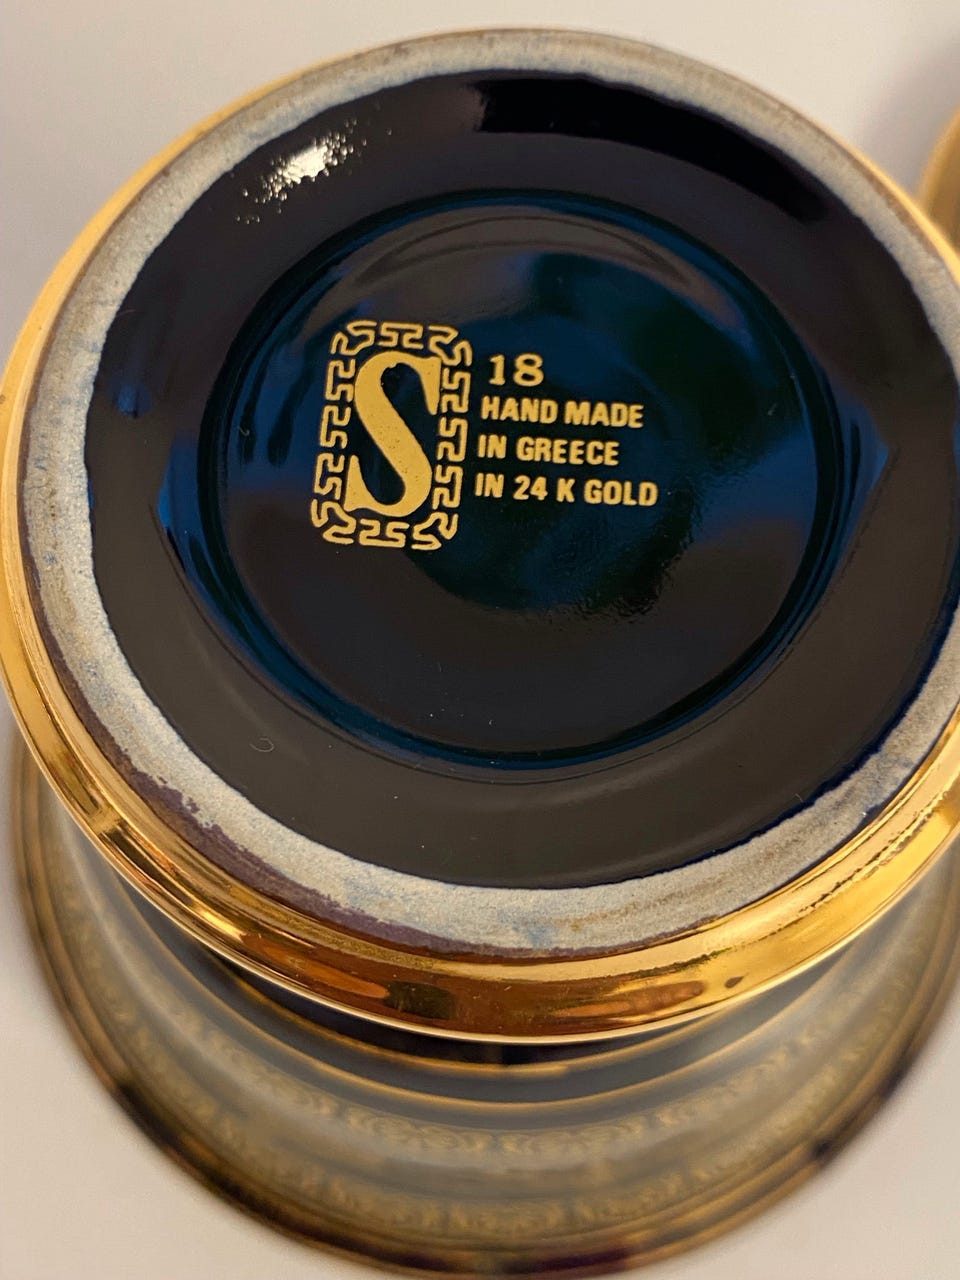 S
18
HAND MADE
IN GREECE
IN 24 K GOLD